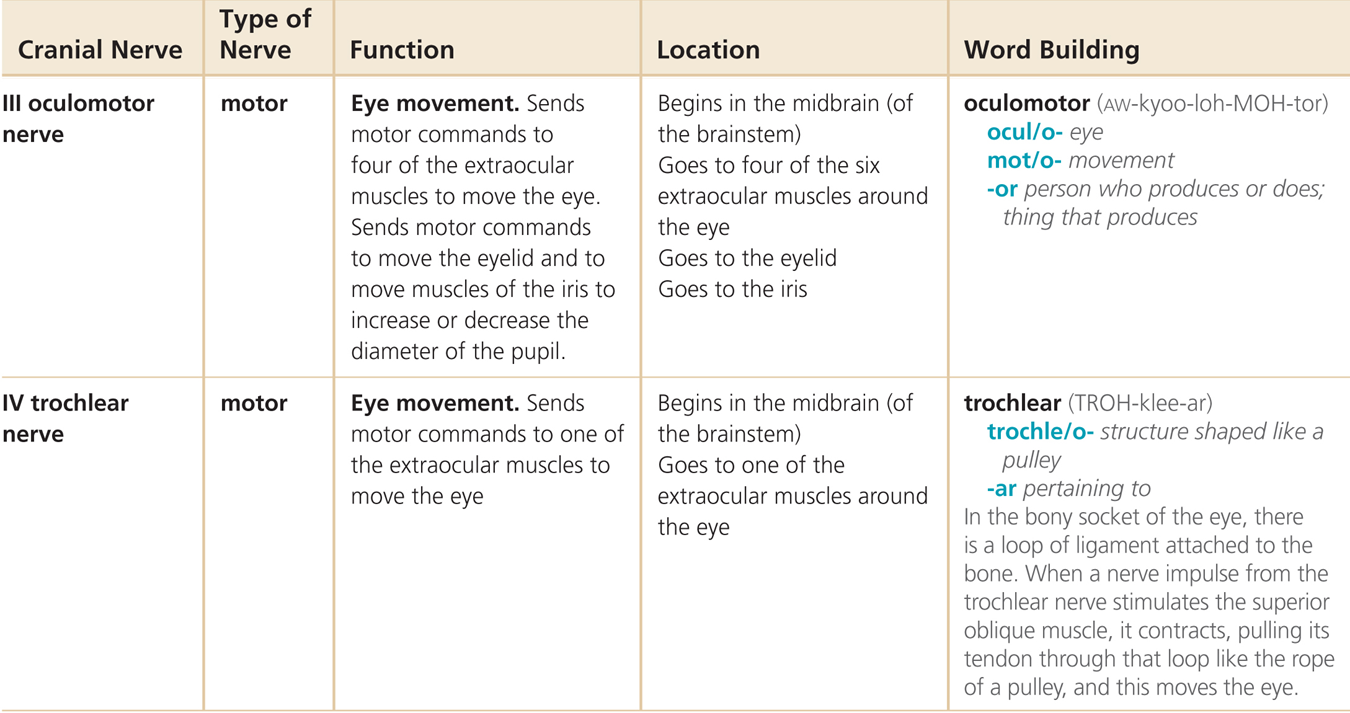 Cranial Nerve
Type of
Nerve
Function
Location
Word Building
III oculomotor
nerve
motor
Eye movement. Sends
motor commands to
four of the extraocular
muscles to move the eye.
Sends motor commands
to move the eyelid and to
move muscles of the iris to
increase or decrease the
diameter of the pupil.
Begins in the midbrain (of
the brainstem)
Goes to four of the six
extraocular muscles around
the eye
Goes to the eyelid
Goes to the iris
oculomotor (AW-kyoo-loh-MOH-tor)
ocul/o- eye
mot/o- movement
-or person who produces or does;
thing that produces
IV trochlear
nerve
motor
Eye movement. Sends
motor commands to one of
the extraocular muscles to
move the eye
Begins in the midbrain (of
the brainstem)
Goes to one of the
extraocular muscles around
the eye
trochlear (TROH-klee-ar)
trochle/o- structure shaped like a
pulley
-ar pertaining to
In the bony socket of the eye, there
is a loop of ligament attached to the
bone. When a nerve impulse from the
trochlear nerve stimulates the superior
oblique muscle, it contracts, pulling its
tendon through that loop like the rope
of a pulley, and this moves the eye.